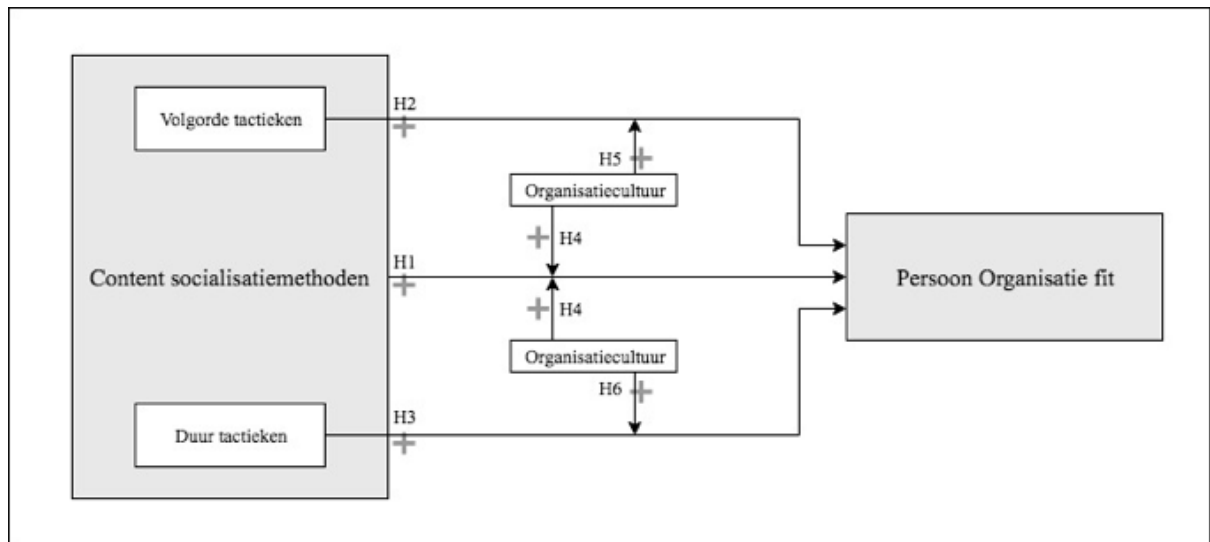 Volgorde tactieken
H2
H5
Organisatiecultuur
H4
Content socialisatiemethoden
H1
Persoon Organisatie fit
H4
Organisatiecultuur
H6
Duur tactieken
H3